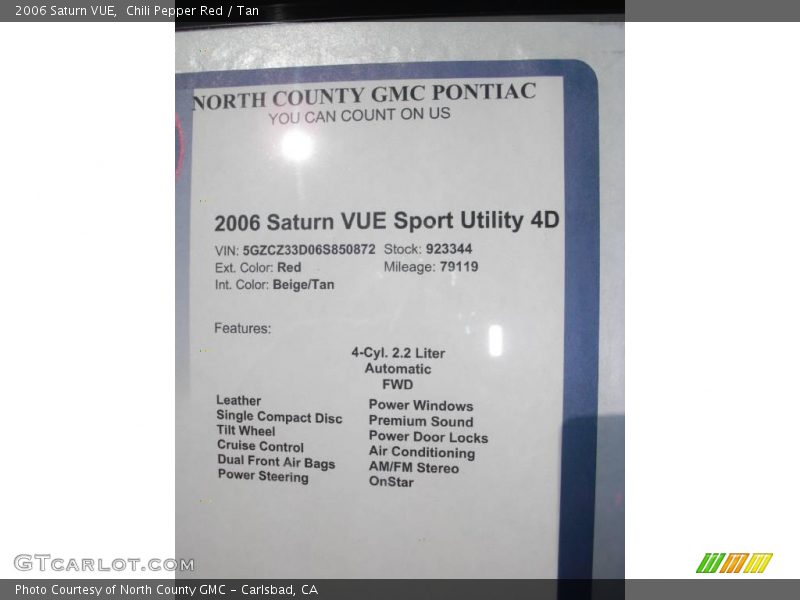 2006 Saturn VUE,  Chili Pepper Red / Tan
NORTH COUNTY GMC PONTIAC
YOU CAN COUNT ON US
2006 Saturn VUE Sport Utility 4D
VIN: 5GZCZ33D06S850872 Stock: 923344
Ext. Color: Red Mileage: 79119
Int. Color: Beige/Tan
Features:
4-Cyl. 2.2 Liter
Automatic
FWD
Leather
Single Compact Disc
Tilt Wheel
Cruise Control
Dual Front Air Bags
Power Steering
Power Windows
Premium Sound
Power Door Locks
Air Conditioning
AM/FM Stereo
OnStar
GTCARLOT.COM
Photo Courtesy of North County GMC – Carlsbad, CA